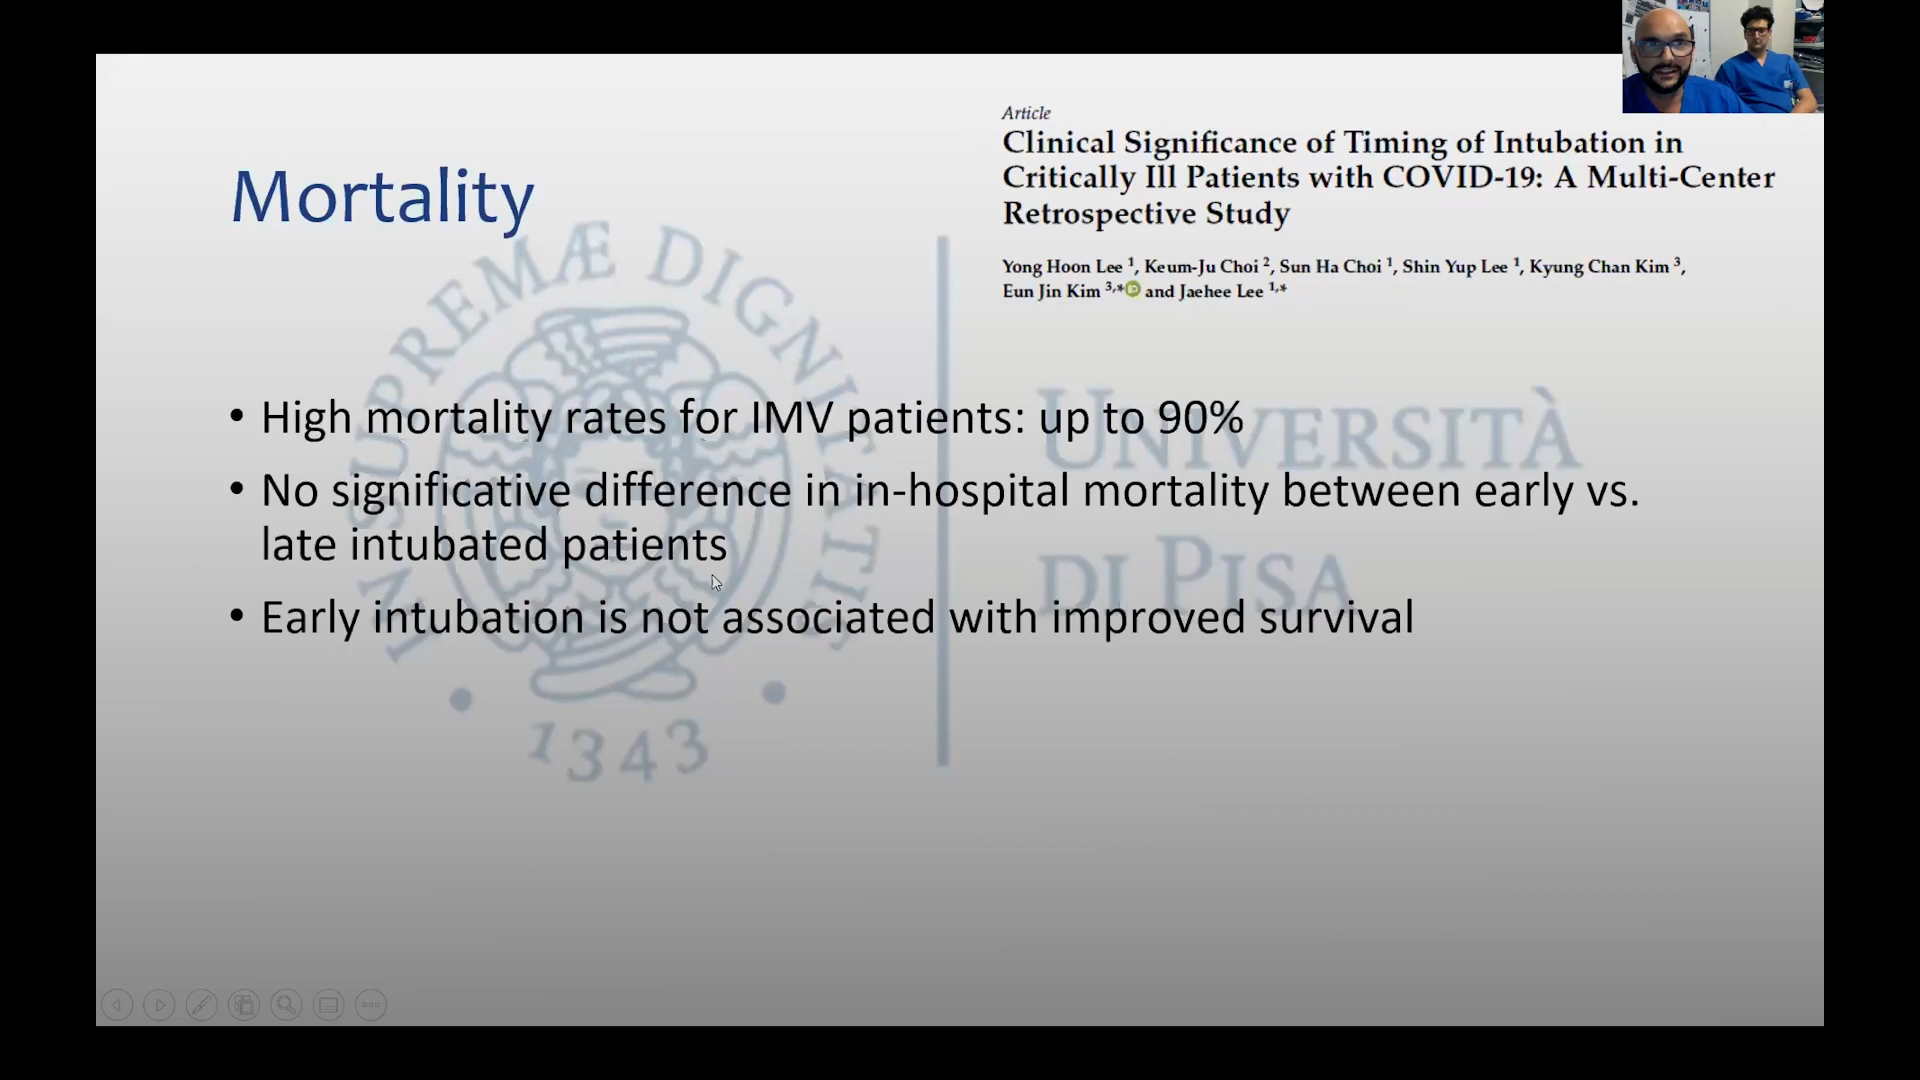 Mortality
Article
Clinical Significance of Timing of Intubation in
Critically Ill Patients with COVID-19: A Multi-Center
Retrospective Study
Yong Hoon Lee 1, Keum-Ju Choi 2, Sun Ha Choi 1, Shin Yup Lee 1, Kyung Chan Kim 3,
Eun Jin Kim 3,* and Jaehee Lee 1,*
• High mortality rates for IMV patients: up to 90%
• No significative difference in in-hospital mortality between early vs.
late intubated patients
• Early intubation is not associated with improved survival
IN SUPREMÆ DIGNITATIS
1343
UNIVERSITÀ
DI PISA